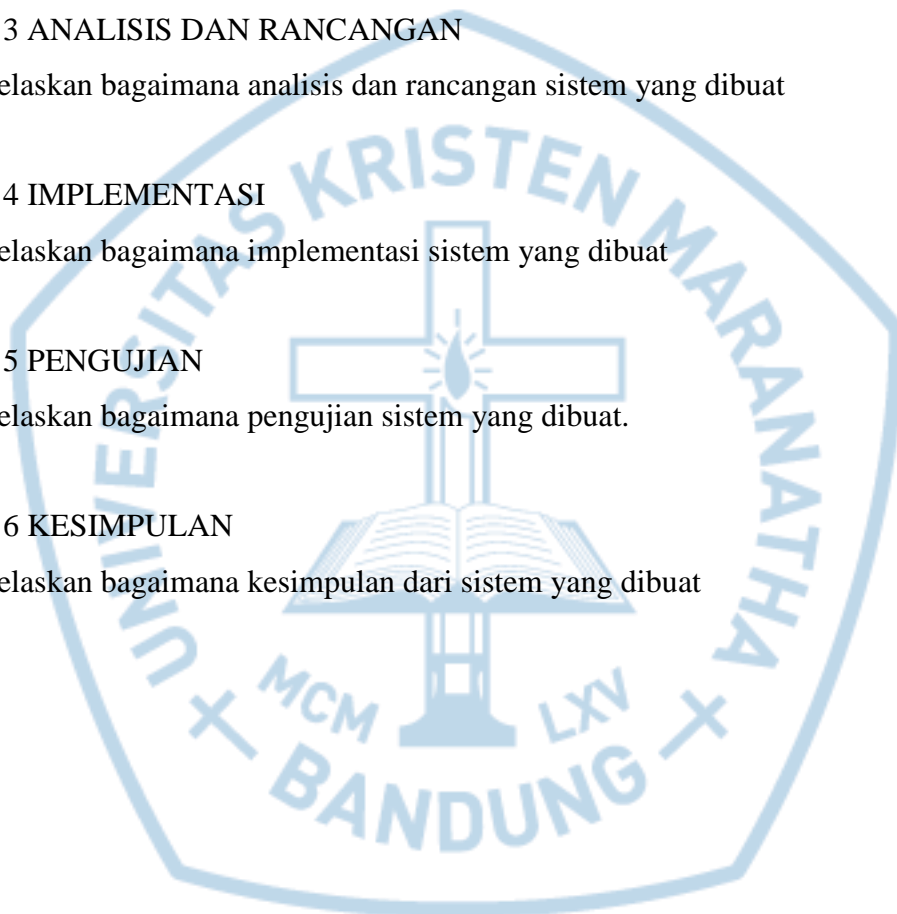 3 ANALISIS DAN RANCANGAN
elaskan bagaimana analisis dan rancangan sistem yang dibuat
4 IMPLEMENTASI
elaskan bagaimana implementasi sistem yang dibuat
5 PENGUJIAN
elaskan bagaimana pengujian sistem yang dibuat.
6 KESIMPULAN
elaskan bagaimana kesimpulan dari sistem yang dibuat
UNIVERSITAS KRISTEN MARANATHA
MCM LXV
BANDUNG